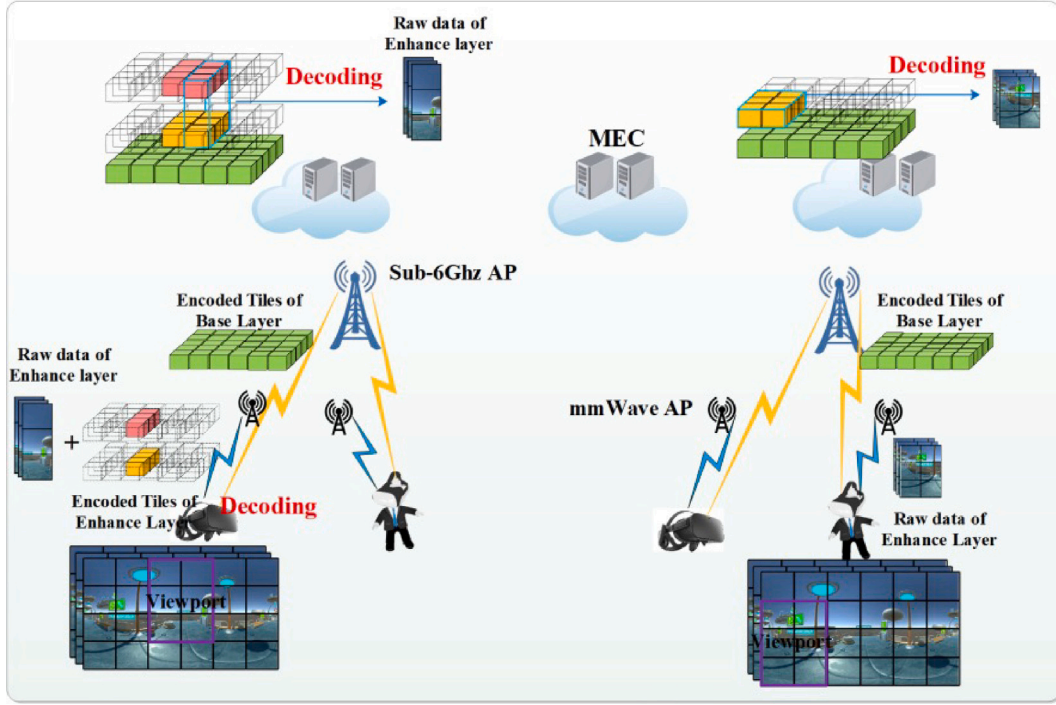 Raw data of
Enhance layer
Decoding
Decoding
MEC
Sub-6Ghz AP
Encoded Tiles of
Base Layer
Encoded Tiles of
Base Layer
Raw data of
Enhance layer
+
mmWave AP
Encoded Tiles of
Enhance Layer
Decoding
Raw data of
Enhance Layer
Viewport
Viewport